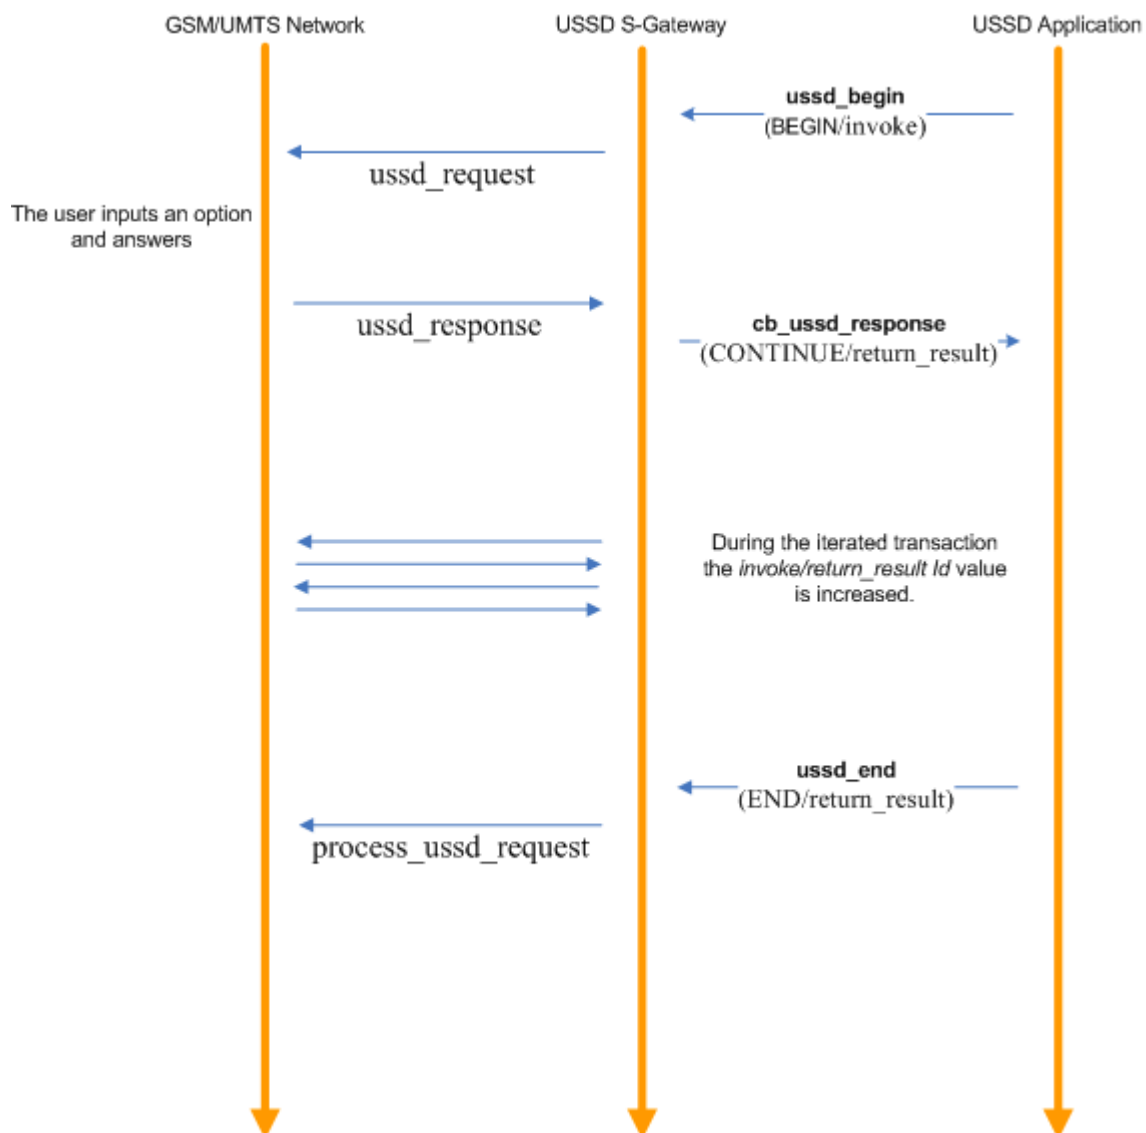 GSM/UMTS Network
USSD S-Gateway
USSD Application
ussd_begin
(BEGIN/invoke)
ussd_request
The user inputs an option
and answers
ussd_response
cb_ussd_response
(CONTINUE/return_result)
During the iterated transaction
the invoke/return_result Id value
is increased.
ussd_end
(END/return_result)
process_ussd_request